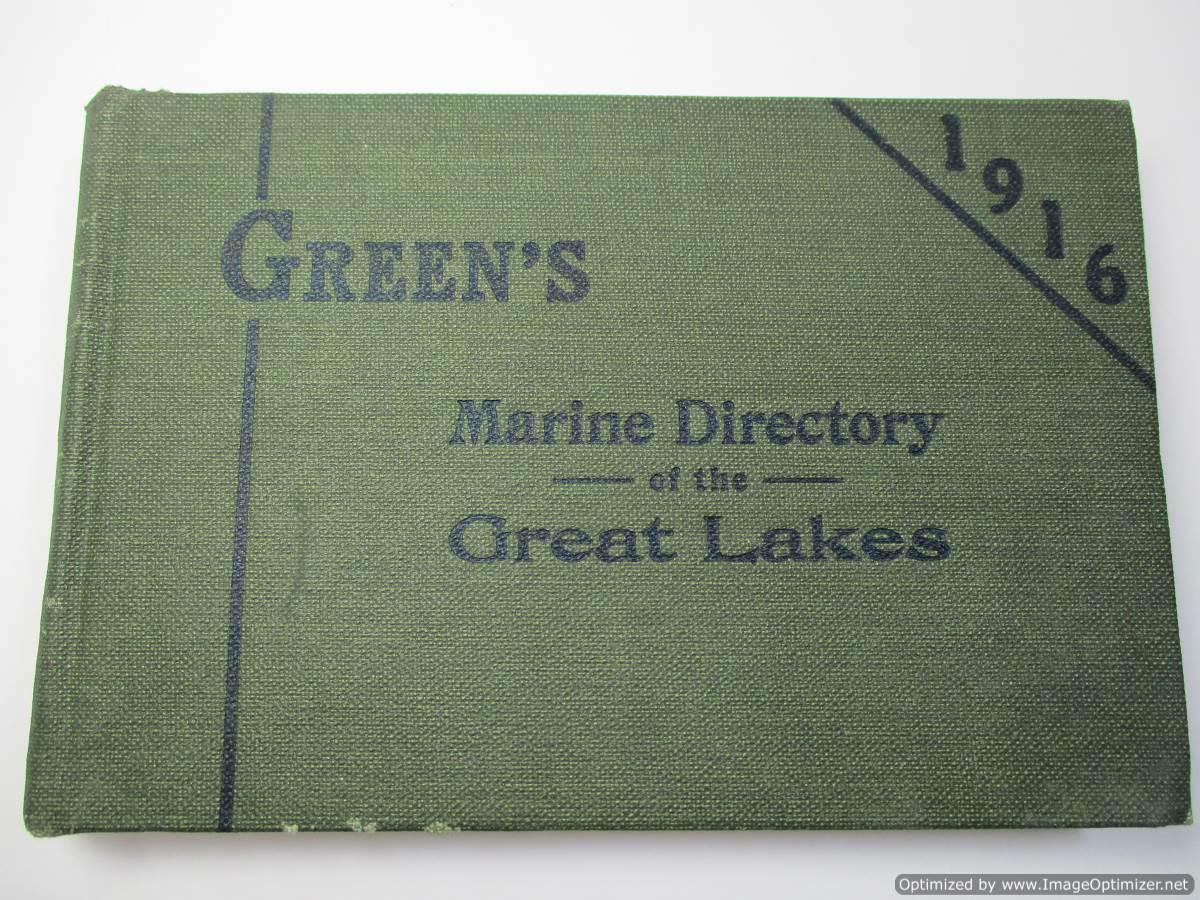 1916
GREEN'S
Marine Directory
of the
Great Lakes
Optimized by www.ImageOptimizer.net